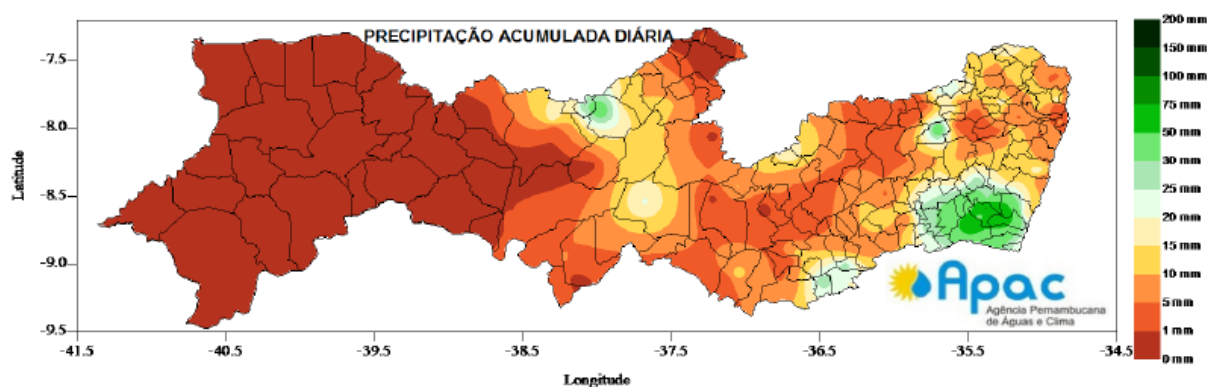 PRECIPITAÇÃO ACUMULADA DIÁRIA
Latitude
-7.5
-8.0
-8.5
-9.0
-9.5
-41.5 -40.5 -39.5 -38.5 -37.5 -36.5 -35.5 -34.5
Longitude
Apac
Agência Pernambucana
de Águas e Clima
200 mm
150 mm
100 mm
75 mm
50 mm
30 mm
25 mm
20 mm
15 mm
10 mm
5 mm
1 mm
0 mm